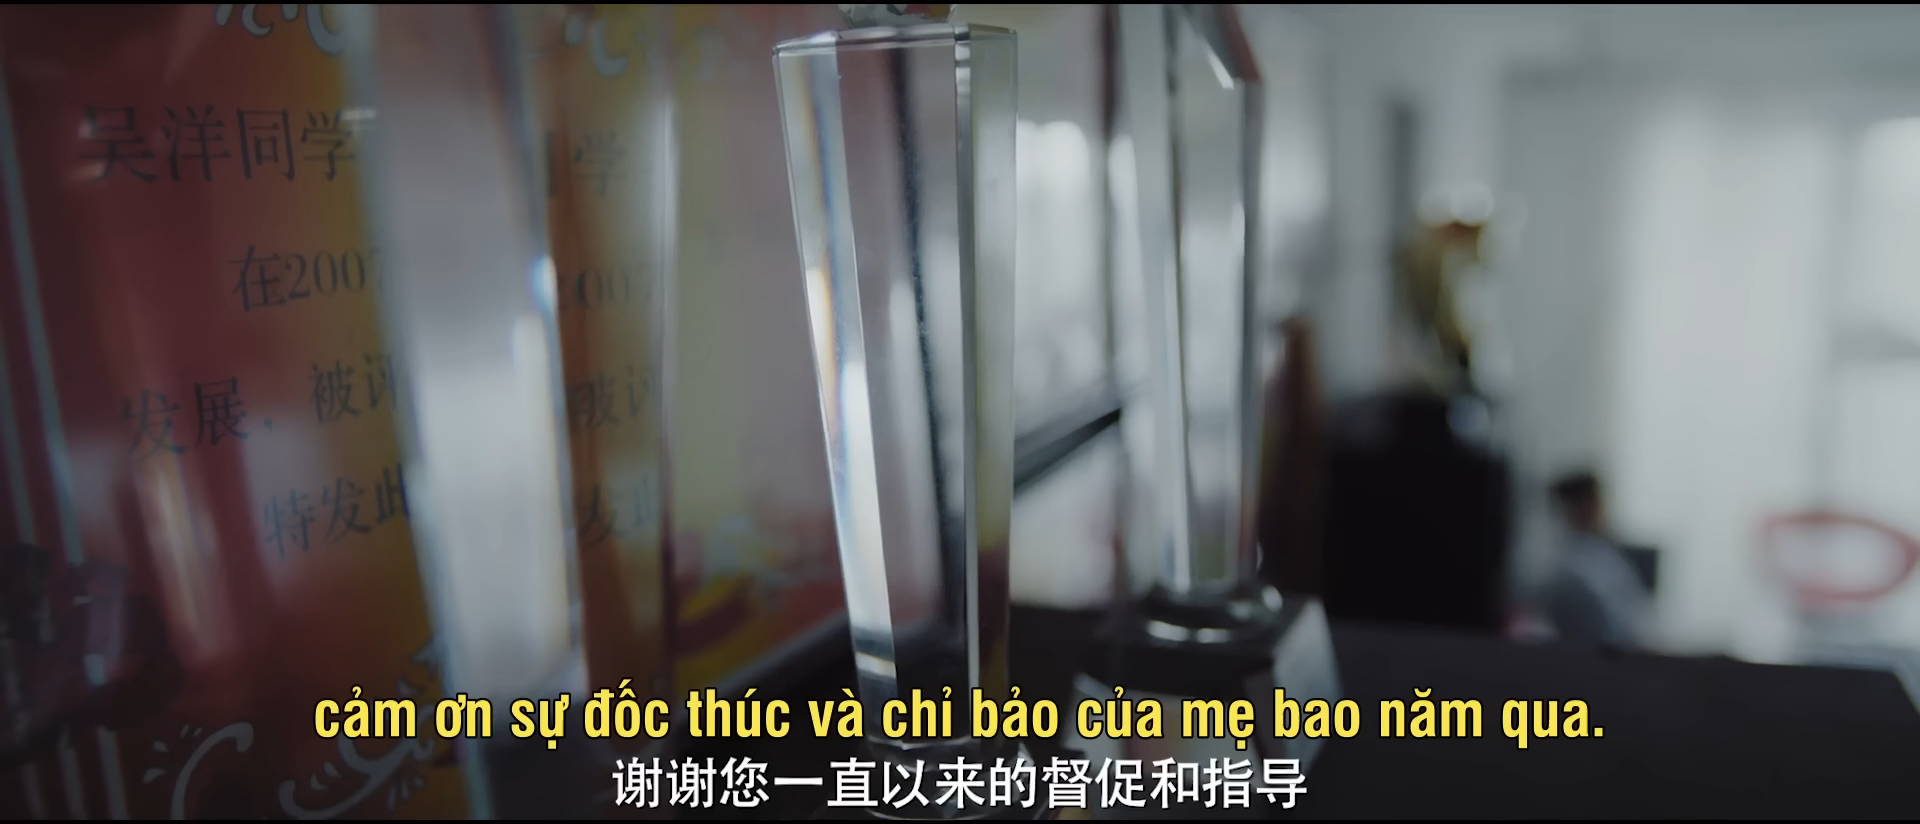 吴洋同学
在200
发展，被评
特发此
cảm ơn sự đốc thúc và chỉ bảo của mẹ bao năm qua.
谢谢您一直以来的督促和指导